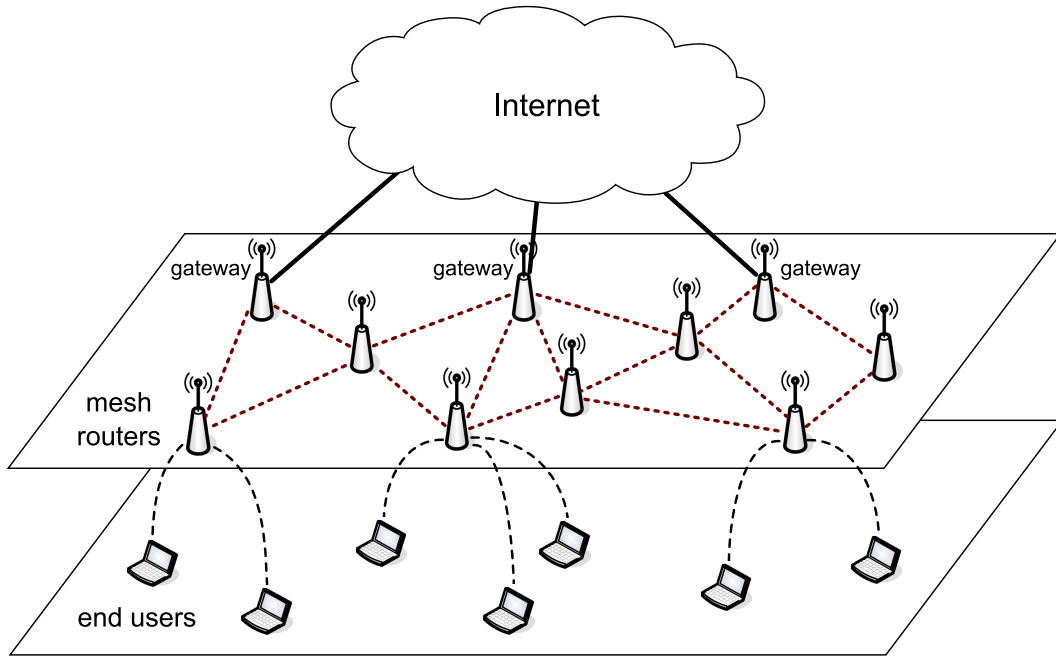 Internet
gateway
gateway
gateway
mesh
routers
end users